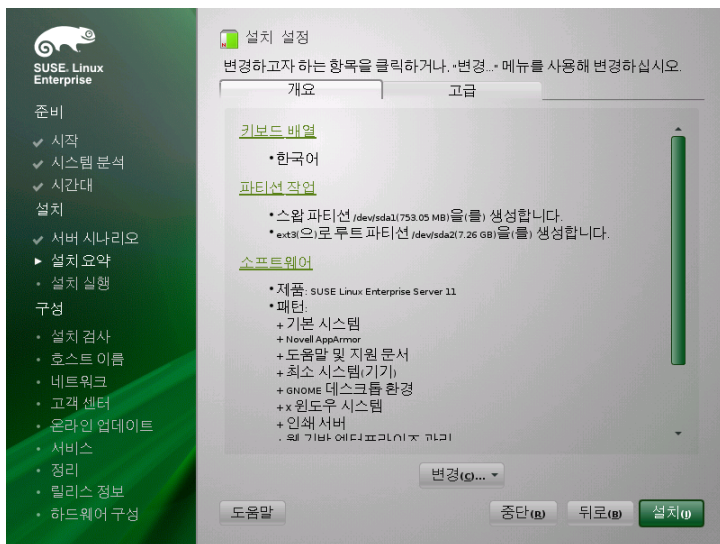 SUSE. Linux
Enterprise
준비
시작
시스템 분석
시간대
설치
서버 시나리오
설치 요약
설치 실행
구성
설치 검사
호스트 이름
네트워크
고객 센터
온라인 업데이트
서비스
정리
릴리스 정보
하드웨어 구성
설치 설정
변경하고자 하는 항목을 클릭하거나, "변경..." 메뉴를 사용해 변경하십시오.
개요
고급
키보드 배열
•한국어
파티션 작업
•스왑 파티션 /dev/sda1(753.05 MB)을(를) 생성합니다.
•ext3(으)로 루트 파티션 /dev/sda2(7.26 GB)을(를) 생성합니다.
소프트웨어
•제품: SUSE Linux Enterprise Server 11
•패턴:
+기본 시스템
+Novell AppArmor
+도움말 및 지원 문서
+최소 시스템(기기)
+GNOME 데스크톱 환경
+X 윈도우 시스템
+인쇄 서버
+웹 기반 엔터프라이즈 관리
변경(C)...
도움말
중단(R)
뒤로(B)
설치(I)